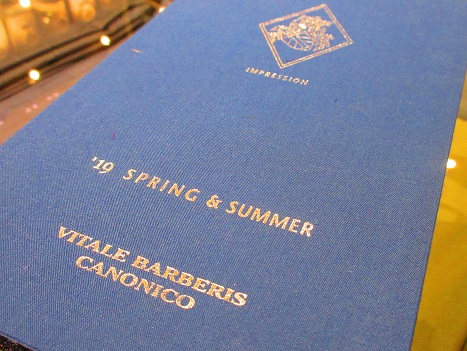 IMPRESSION
'19 SPRING & SUMMER
VITALE BARBERIS
CANONICO